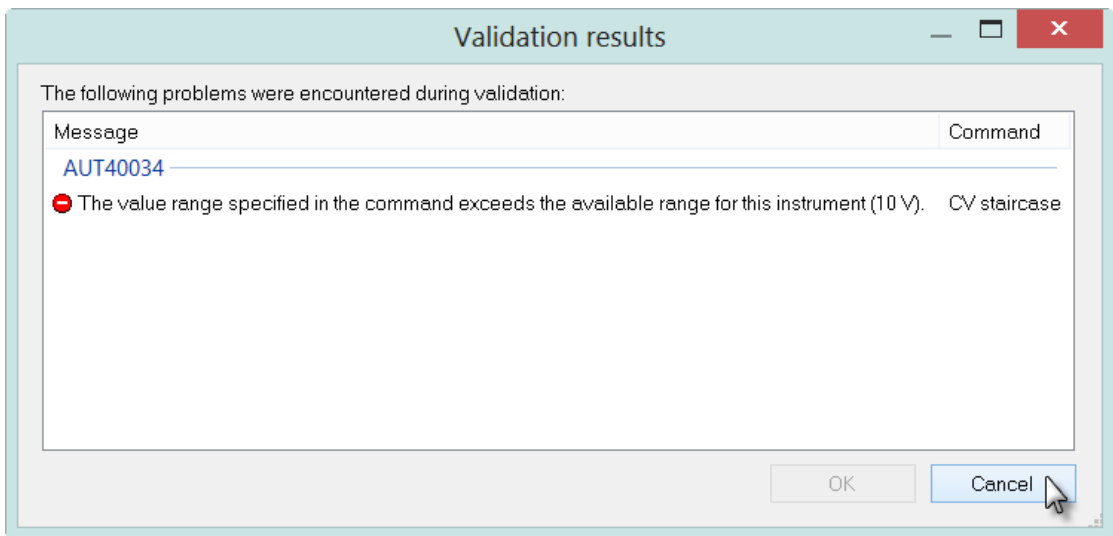 Validation results
The following problems were encountered during validation:
Message Command
AUT40034
The value range specified in the command exceeds the available range for this instrument (10 V). CV staircase
OK Cancel